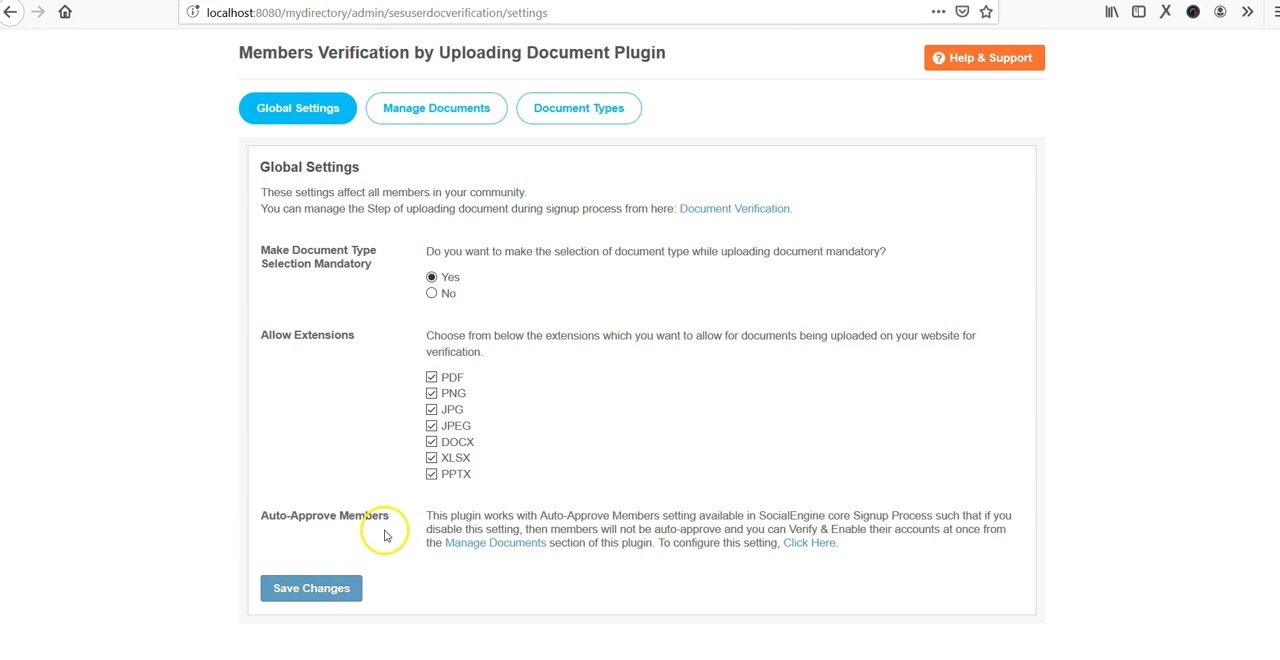 localhost:8080/mydirectory/admin/sesuserdocverification/settings
Members Verification by Uploading Document Plugin
Help & Support
Global Settings
Manage Documents
Document Types
Global Settings
These settings affect all members in your community.
You can manage the Step of uploading document during signup process from here: Document Verification.
Make Document Type
Selection Mandatory
Do you want to make the selection of document type while uploading document mandatory?
Yes
No
Allow Extensions
Choose from below the extensions which you want to allow for documents being uploaded on your website for
verification.
PDF
PNG
JPG
JPEG
DOCX
XLSX
PPTX
Auto-Approve Members
This plugin works with Auto-Approve Members setting available in SocialEngine core Signup Process such that if you
disable this setting, then members will not be auto-approve and you can Verify & Enable their accounts at once from
the Manage Documents section of this plugin. To configure this setting, Click Here.
Save Changes